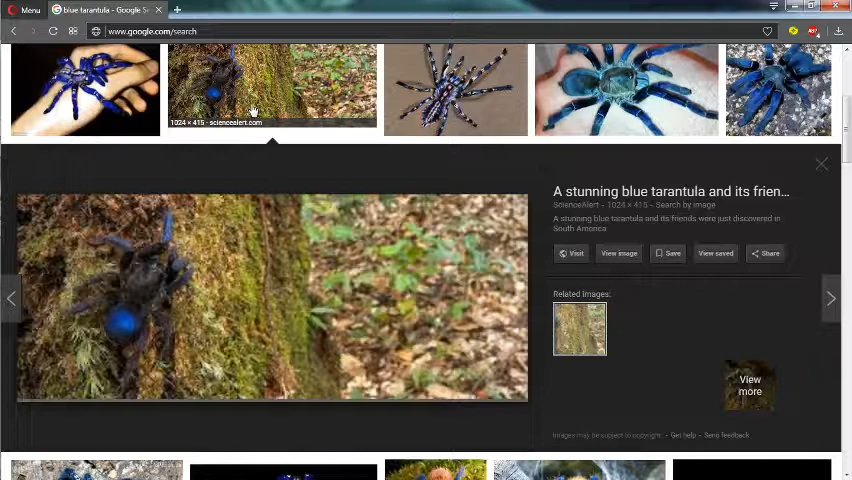 Menu
blue tarantula - Google Se
www.google.com/search
1024 × 415 - sciencealert.com
A stunning blue tarantula and its frien...
ScienceAlert - 1024 × 415 - Search by image
A stunning blue tarantula and its friends were just discovered in
South America
Visit
View image
Save
View saved
Share
Related images:
View
more
Images may be subject to copyright. - Get help - Send feedback